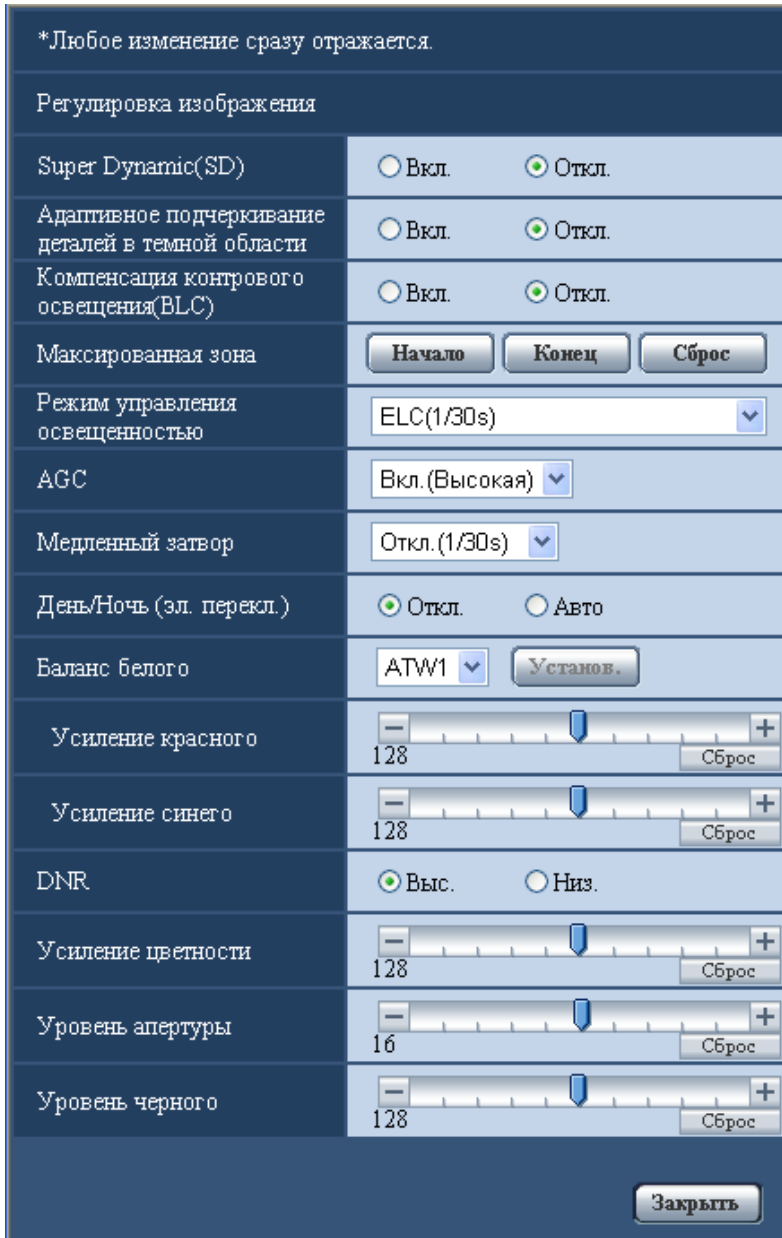 *Любое изменение сразу отражается.
Регулировка изображения
Super Dynamic(SD) Вкл. Откл.
Адаптивное подчеркивание
деталей в темной области Вкл. Откл.
Компенсация контрового
освещения(BLC) Вкл. Откл.
Максированная зона Начало Конец Сброс
Режим управления
освещенностью ELC(1/30s)
AGC Вкл.(Высокая)
Медленный затвор Откл.(1/30s)
День/Ночь (эл. перекл.) Откл. Авто
Баланс белого ATW1 Установ.
Усиление красного 128 Сброс
Усиление синего 128 Сброс
DNR Выс. Низ.
Усиление цветности 128 Сброс
Уровень апертуры 16 Сброс
Уровень черного 128 Сброс
Закрыть